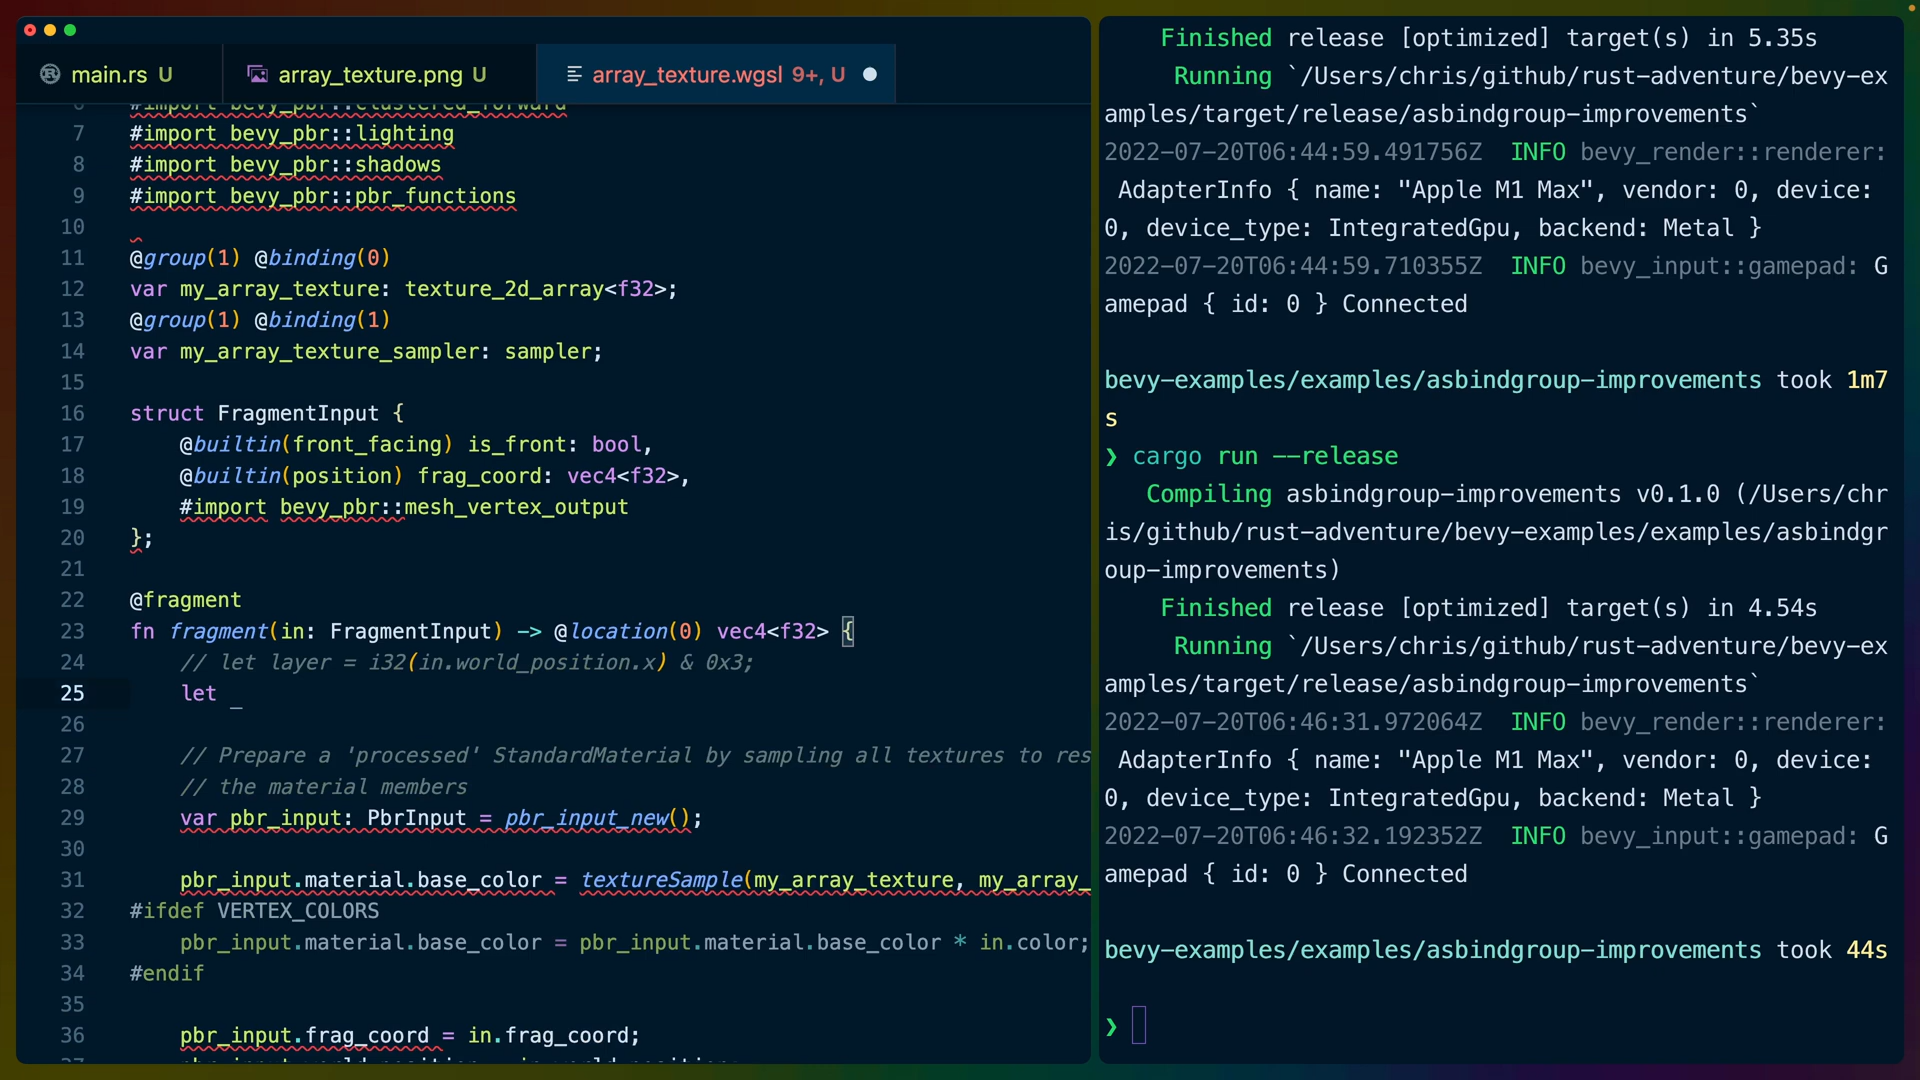 main.rs U
array_texture.png U
array_texture.wgsl 9+, U
#import bevy_pbr::clustered_forward
7 #import bevy_pbr::lighting
8 #import bevy_pbr::shadows
9 #import bevy_pbr::pbr_functions
10
11 @group(1) @binding(0)
12 var my_array_texture: texture_2d_array<f32>;
13 @group(1) @binding(1)
14 var my_array_texture_sampler: sampler;
15
16 struct FragmentInput {
17 @builtin(front_facing) is_front: bool,
18 @builtin(position) frag_coord: vec4<f32>,
19 #import bevy_pbr::mesh_vertex_output
20 };
21
22 @fragment
23 fn fragment(in: FragmentInput) -> @location(0) vec4<f32> {
24 // let layer = i32(in.world_position.x) & 0x3;
25 let _
26
27 // Prepare a 'processed' StandardMaterial by sampling all textures to res
28 // the material members
29 var pbr_input: PbrInput = pbr_input_new();
30
31 pbr_input.material.base_color = textureSample(my_array_texture, my_array_
32 #ifdef VERTEX_COLORS
33 pbr_input.material.base_color = pbr_input.material.base_color * in.color;
34 #endif
35
36 pbr_input.frag_coord = in.frag_coord;
Finished release [optimized] target(s) in 5.35s
Running `/Users/chris/github/rust-adventure/bevy-ex
amples/target/release/asbindgroup-improvements`
2022-07-20T06:44:59.491756Z INFO bevy_render::renderer:
AdapterInfo { name: "Apple M1 Max", vendor: 0, device:
0, device_type: IntegratedGpu, backend: Metal }
2022-07-20T06:44:59.710355Z INFO bevy_input::gamepad: G
amepad { id: 0 } Connected
bevy-examples/examples/asbindgroup-improvements took 1m7
s
❯ cargo run --release
Compiling asbindgroup-improvements v0.1.0 (/Users/chr
is/github/rust-adventure/bevy-examples/examples/asbindgr
oup-improvements)
Finished release [optimized] target(s) in 4.54s
Running `/Users/chris/github/rust-adventure/bevy-ex
amples/target/release/asbindgroup-improvements`
2022-07-20T06:46:31.972064Z INFO bevy_render::renderer:
AdapterInfo { name: "Apple M1 Max", vendor: 0, device:
0, device_type: IntegratedGpu, backend: Metal }
2022-07-20T06:46:32.192352Z INFO bevy_input::gamepad: G
amepad { id: 0 } Connected
bevy-examples/examples/asbindgroup-improvements took 44s
❯